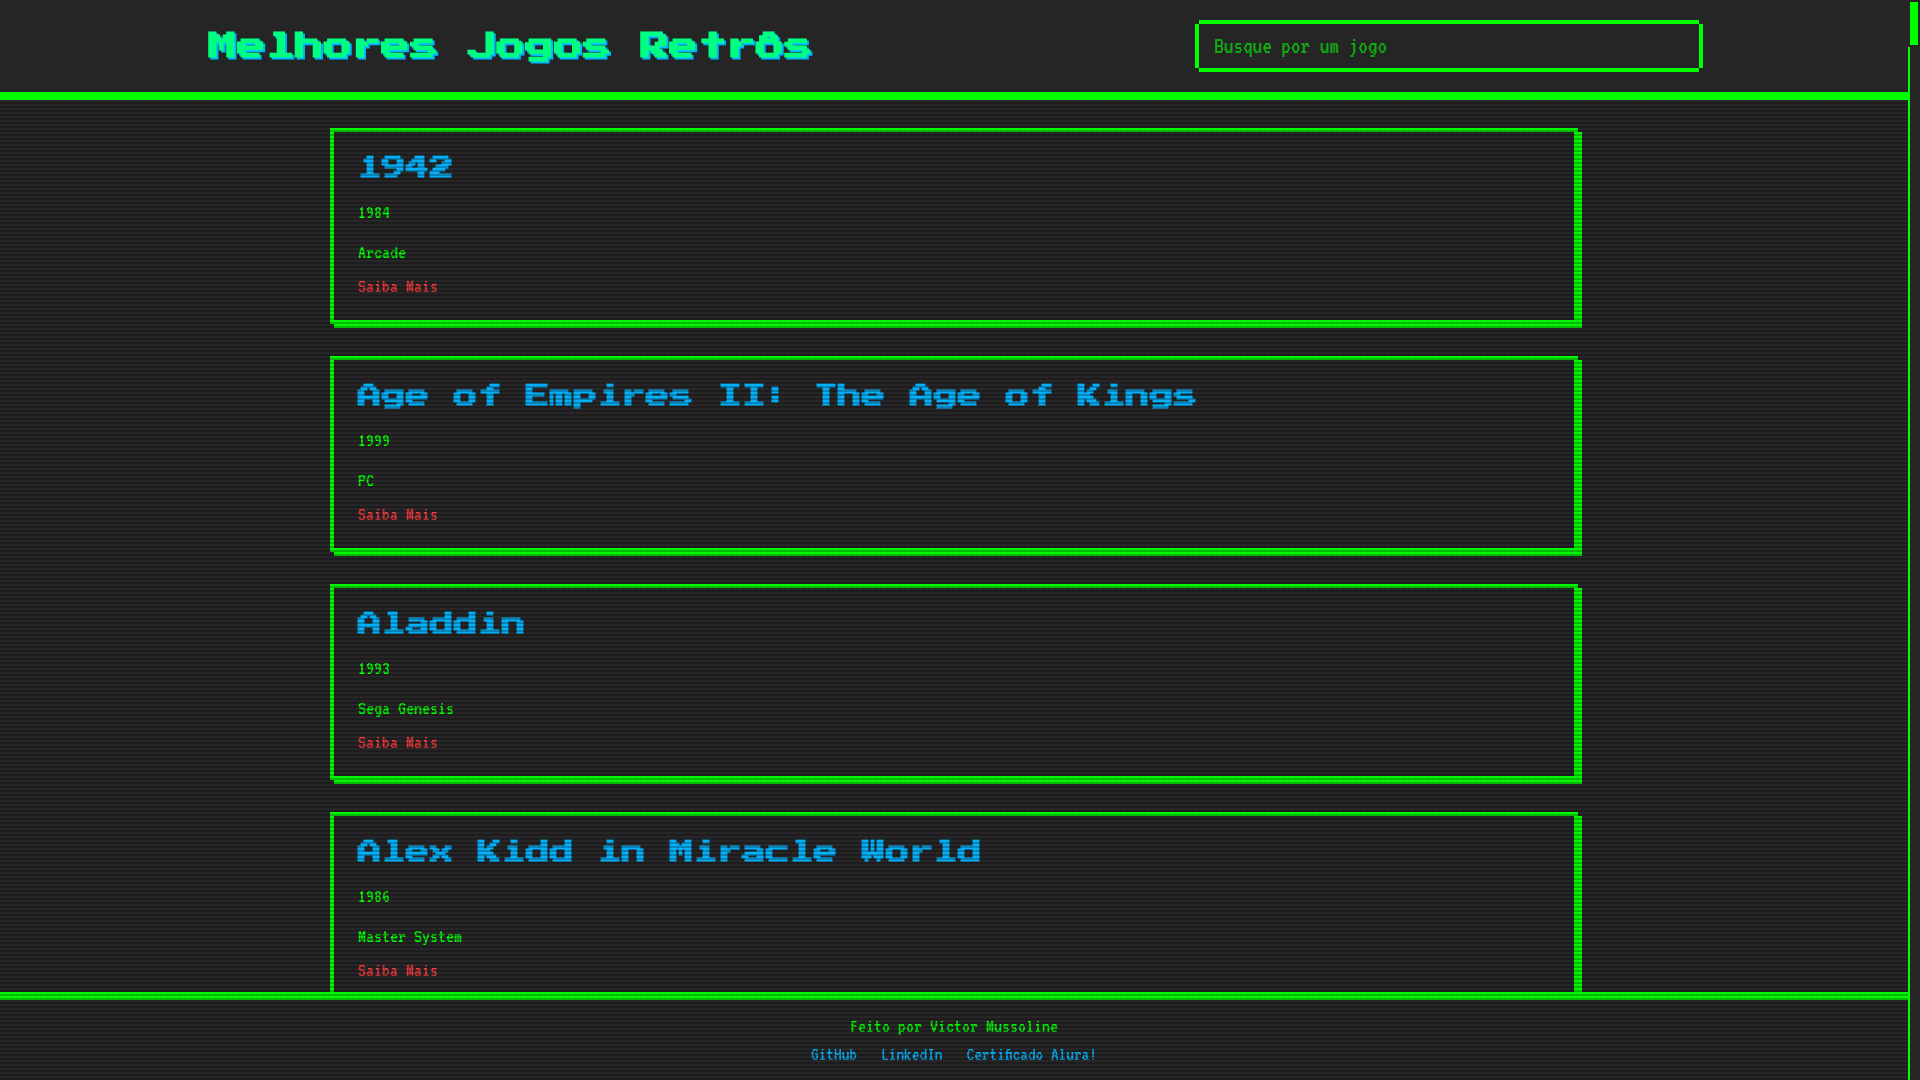 Melhores Jogos Retrôs
Busque por um jogo
1942
1984
Arcade
Saiba Mais
Age of Empires II: The Age of Kings
1999
PC
Saiba Mais
Aladdin
1993
Sega Genesis
Saiba Mais
Alex Kidd in Miracle World
1986
Master System
Saiba Mais
Feito por Victor Mussoline
GitHub LinkedIn Certificado Alura!